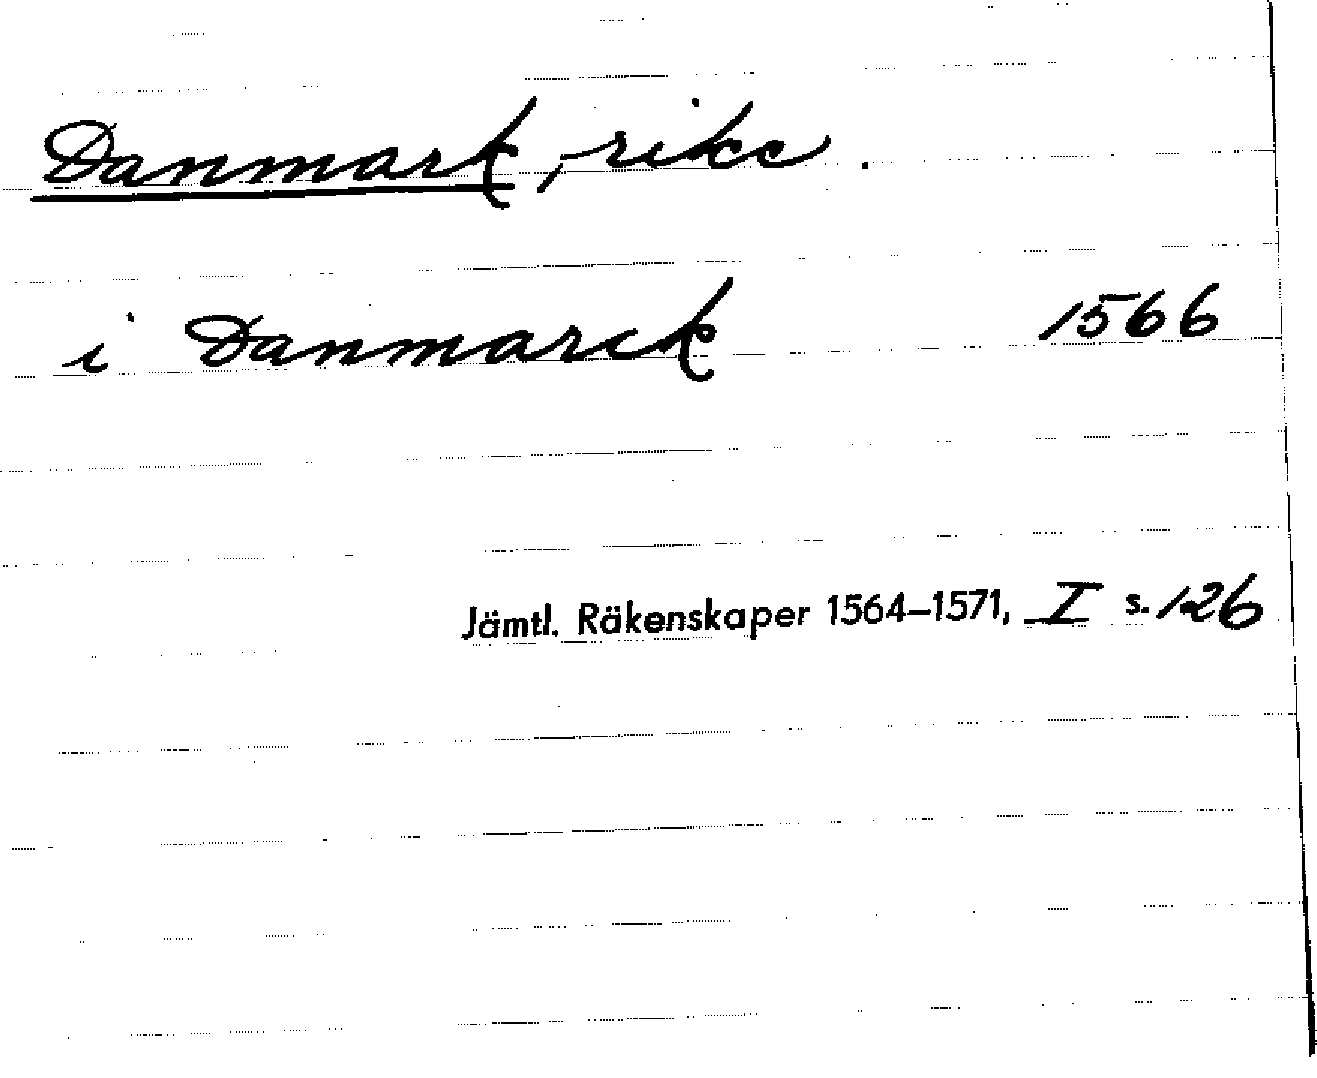 Danmark, rike.
i Danmarck 1566
Jämtl. Räkenskaper 1564–1571, I s. 126